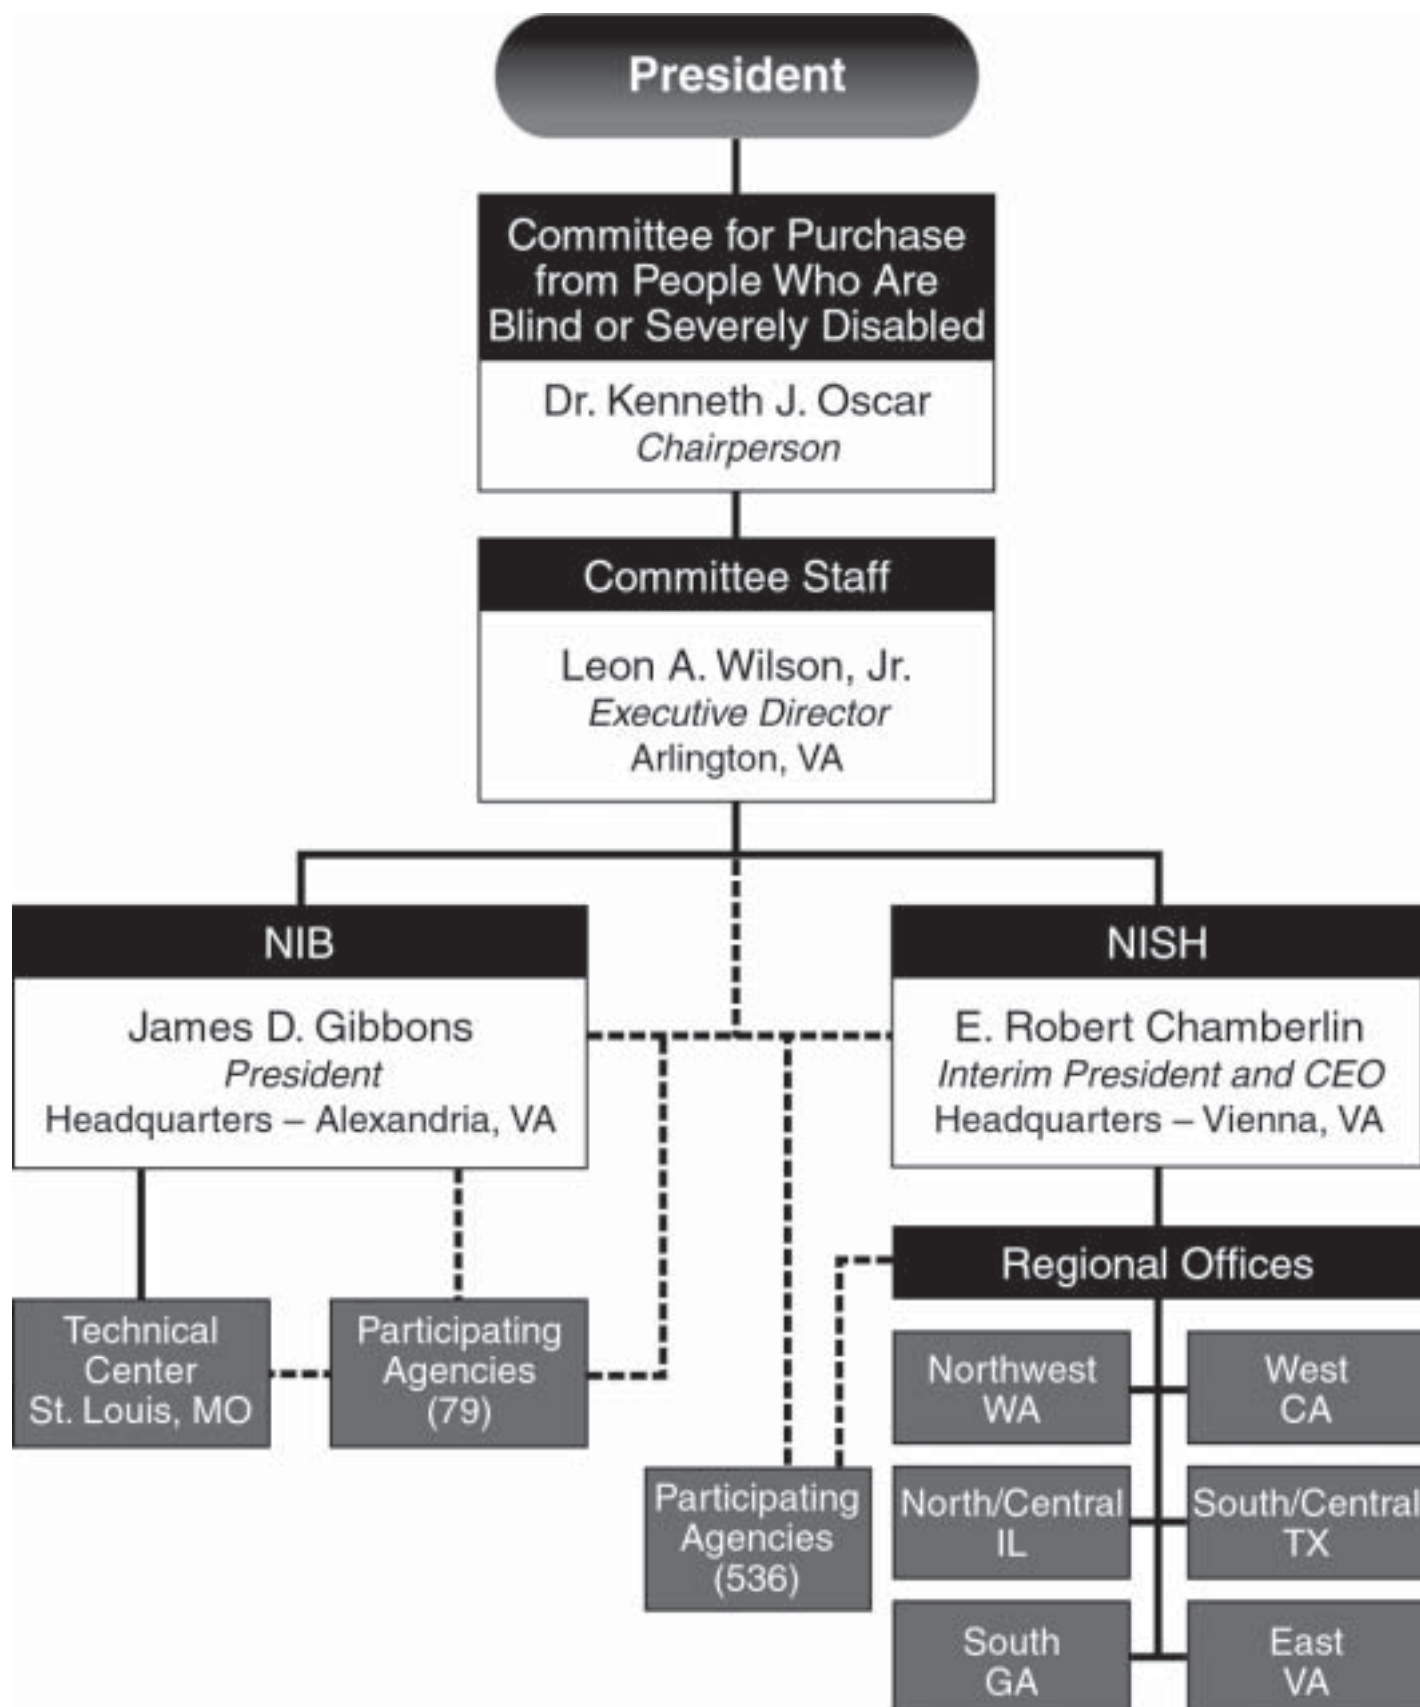 President
Committee for Purchase
from People Who Are
Blind or Severely Disabled
Dr. Kenneth J. Oscar
Chairperson
Committee Staff
Leon A. Wilson, Jr.
Executive Director
Arlington, VA
NIB
James D. Gibbons
President
Headquarters – Alexandria, VA
NISH
E. Robert Chamberlin
Interim President and CEO
Headquarters – Vienna, VA
Technical
Center
St. Louis, MO
Participating
Agencies
(79)
Participating
Agencies
(536)
Regional Offices
Northwest
WA
West
CA
North/Central
IL
South/Central
TX
South
GA
East
VA